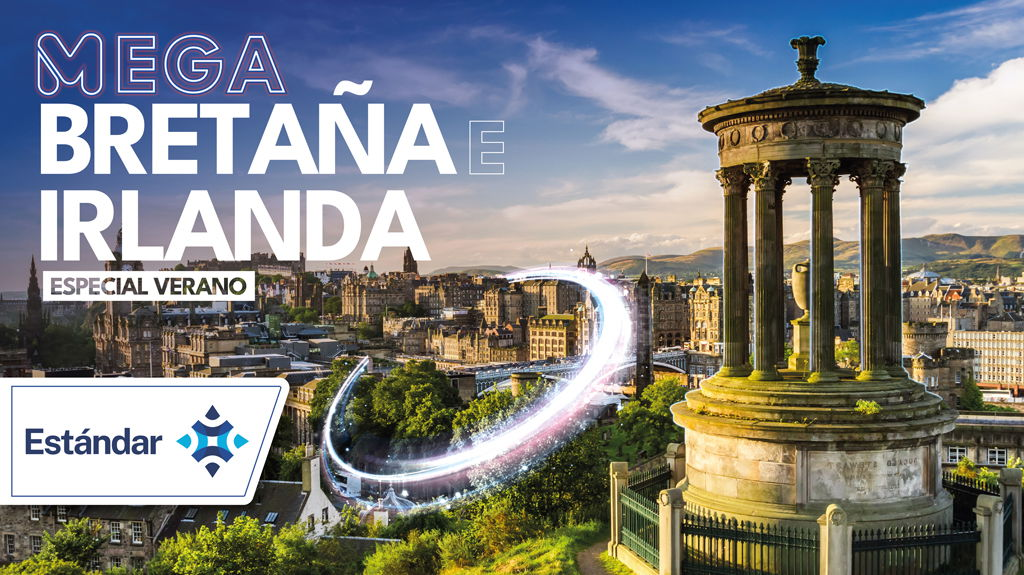 MEGA
BRETAÑA E
IRLANDA
ESPECIAL VERANO
Estándar